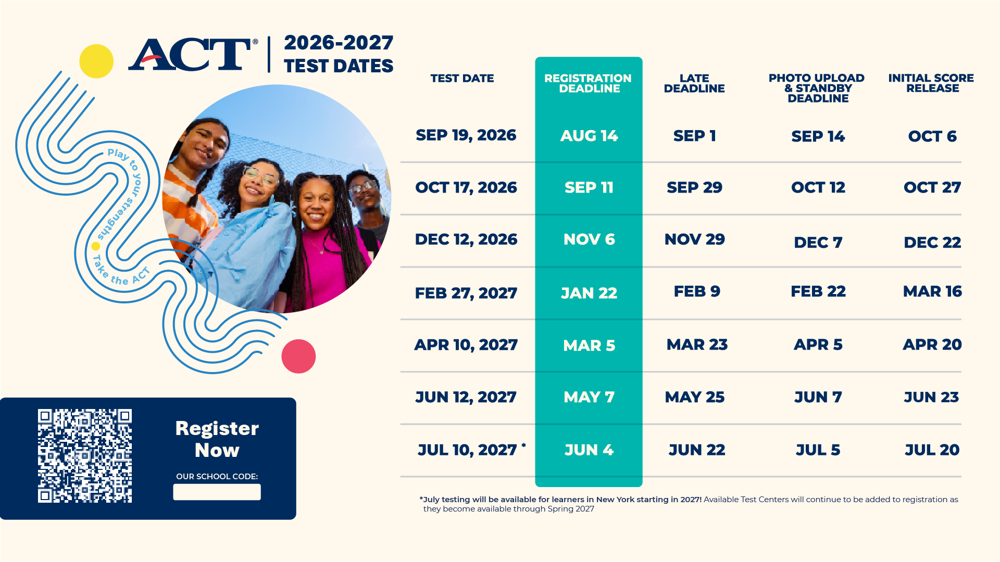 ACT®
2026-2027
TEST DATES
Play to your strengths
Take the ACT
TEST DATE
REGISTRATION
DEADLINE
LATE
DEADLINE
PHOTO UPLOAD
& STANDBY
DEADLINE
INITIAL SCORE
RELEASE
SEP 19, 2026 AUG 14 SEP 1 SEP 14 OCT 6
OCT 17, 2026 SEP 11 SEP 29 OCT 12 OCT 27
DEC 12, 2026 NOV 6 NOV 29 DEC 7 DEC 22
FEB 27, 2027 JAN 22 FEB 9 FEB 22 MAR 16
APR 10, 2027 MAR 5 MAR 23 APR 5 APR 20
JUN 12, 2027 MAY 7 MAY 25 JUN 7 JUN 23
JUL 10, 2027 * JUN 4 JUN 22 JUL 5 JUL 20
*July testing will be available for learners in New York starting in 2027! Available Test Centers will continue to be added to registration as
they become available through Spring 2027
Register
Now
OUR SCHOOL CODE: